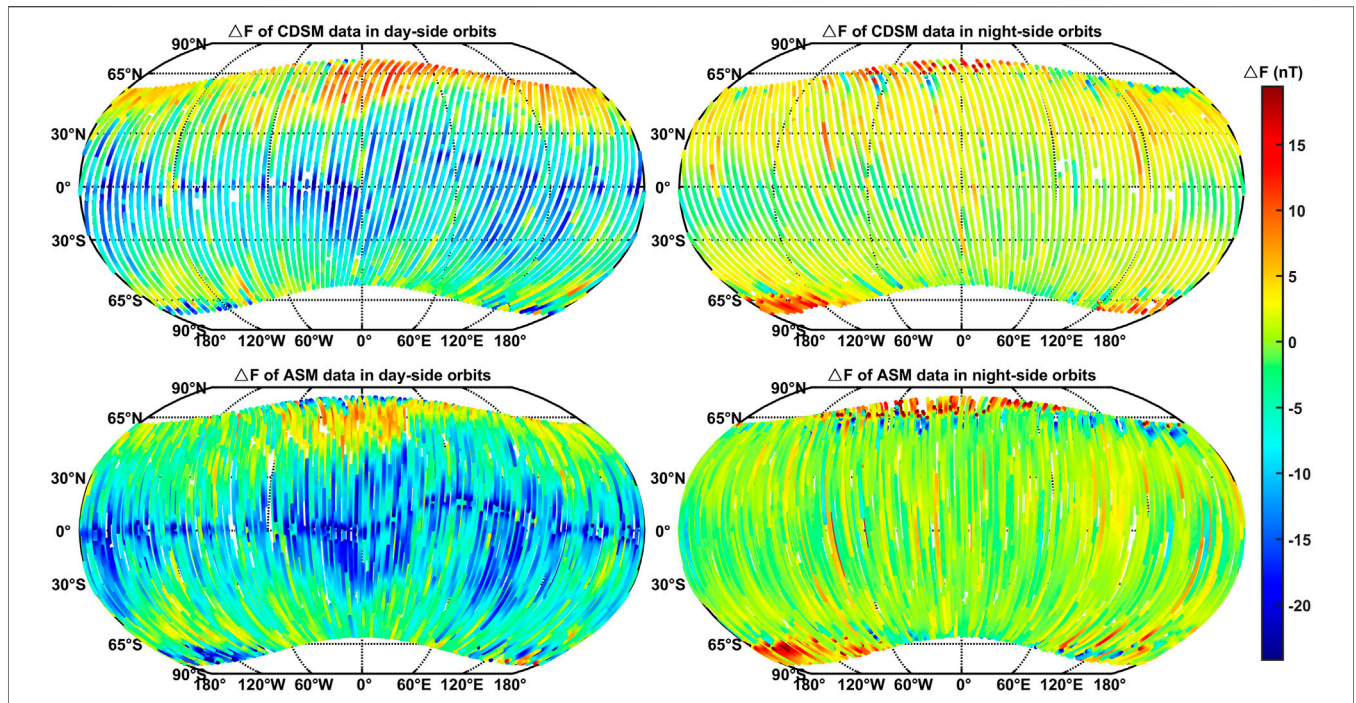 △F of CDSM data in day-side orbits
90°N
65°N
30°N
0°
30°S
65°S
90°S
180° 120°W 60°W 0° 60°E 120°E 180°
△F of CDSM data in night-side orbits
90°N
65°N
30°N
0°
30°S
65°S
90°S
180° 120°W 60°W 0° 60°E 120°E 180°
△F (nT)
15
10
5
0
-5
-10
-15
-20
△F of ASM data in day-side orbits
90°N
65°N
30°N
0°
30°S
65°S
90°S
180° 120°W 60°W 0° 60°E 120°E 180°
△F of ASM data in night-side orbits
90°N
65°N
30°N
0°
30°S
65°S
90°S
180° 120°W 60°W 0° 60°E 120°E 180°